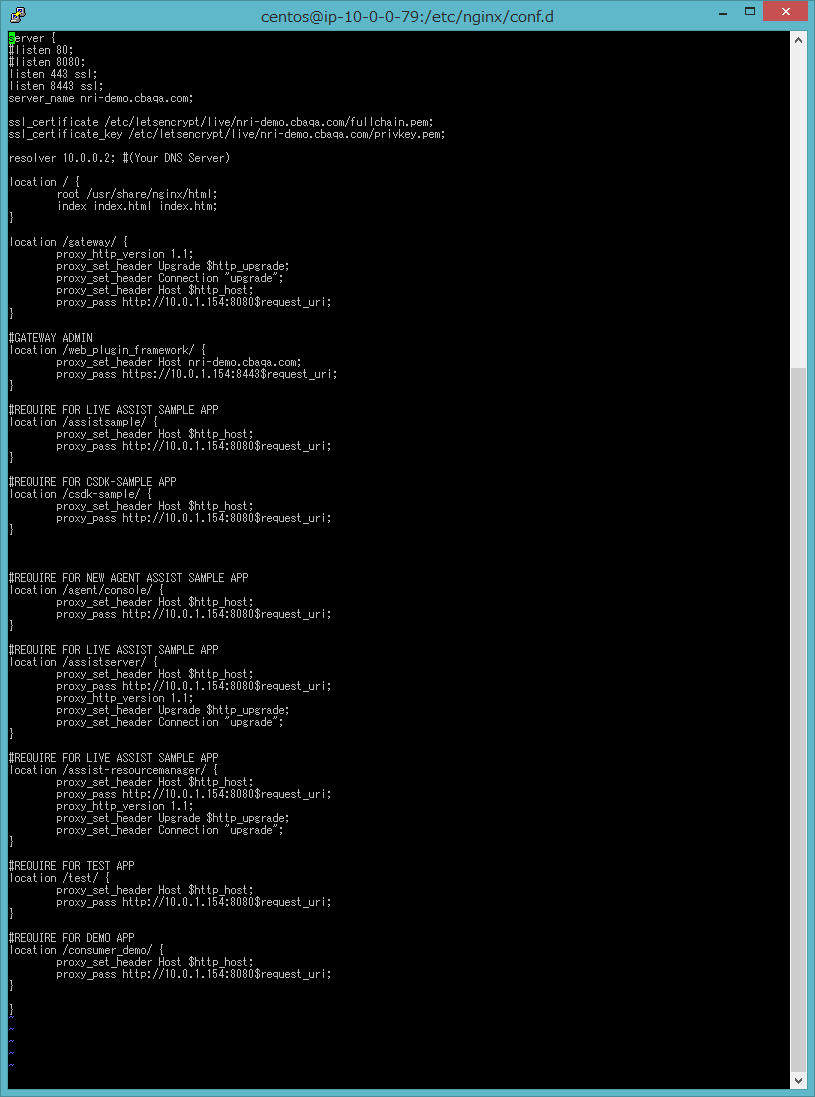 centos@ip-10-0-0-79:/etc/nginx/conf.d
server {
#listen 80;
#listen 8080;
listen 443 ssl;
listen 8443 ssl;
server_name nri-demo.cbaqa.com;
ssl_certificate /etc/letsencrypt/live/nri-demo.cbaqa.com/fullchain.pem;
ssl_certificate_key /etc/letsencrypt/live/nri-demo.cbaqa.com/privkey.pem;
resolver 10.0.0.2; #(Your DNS Server)
location / {
root /usr/share/nginx/html;
index index.html index.htm;
}
location /gateway/ {
proxy_http_version 1.1;
proxy_set_header Upgrade $http_upgrade;
proxy_set_header Connection "upgrade";
proxy_set_header Host $http_host;
proxy_pass http://10.0.1.154:8080$request_uri;
}
#GATEWAY ADMIN
location /web_plugin_framework/ {
proxy_set_header Host nri-demo.cbaqa.com;
proxy_pass https://10.0.1.154:8443$request_uri;
}
#REQUIRE FOR LIVE ASSIST SAMPLE APP
location /assistsample/ {
proxy_set_header Host $http_host;
proxy_pass http://10.0.1.154:8080$request_uri;
}
#REQUIRE FOR CSDK-SAMPLE APP
location /csdk-sample/ {
proxy_set_header Host $http_host;
proxy_pass http://10.0.1.154:8080$request_uri;
}
#REQUIRE FOR NEW AGENT ASSIST SAMPLE APP
location /agent/console/ {
proxy_set_header Host $http_host;
proxy_pass http://10.0.1.154:8080$request_uri;
}
#REQUIRE FOR LIVE ASSIST SAMPLE APP
location /assistserver/ {
proxy_set_header Host $http_host;
proxy_pass http://10.0.1.154:8080$request_uri;
proxy_http_version 1.1;
proxy_set_header Upgrade $http_upgrade;
proxy_set_header Connection "upgrade";
}
#REQUIRE FOR LIVE ASSIST SAMPLE APP
location /assist-resourcemanager/ {
proxy_set_header Host $http_host;
proxy_pass http://10.0.1.154:8080$request_uri;
proxy_http_version 1.1;
proxy_set_header Upgrade $http_upgrade;
proxy_set_header Connection "upgrade";
}
#REQUIRE FOR TEST APP
location /test/ {
proxy_set_header Host $http_host;
proxy_pass http://10.0.1.154:8080$request_uri;
}
#REQUIRE FOR DEMO APP
location /consumer_demo/ {
proxy_set_header Host $http_host;
proxy_pass http://10.0.1.154:8080$request_uri;
}
}
~
~
~
~
~